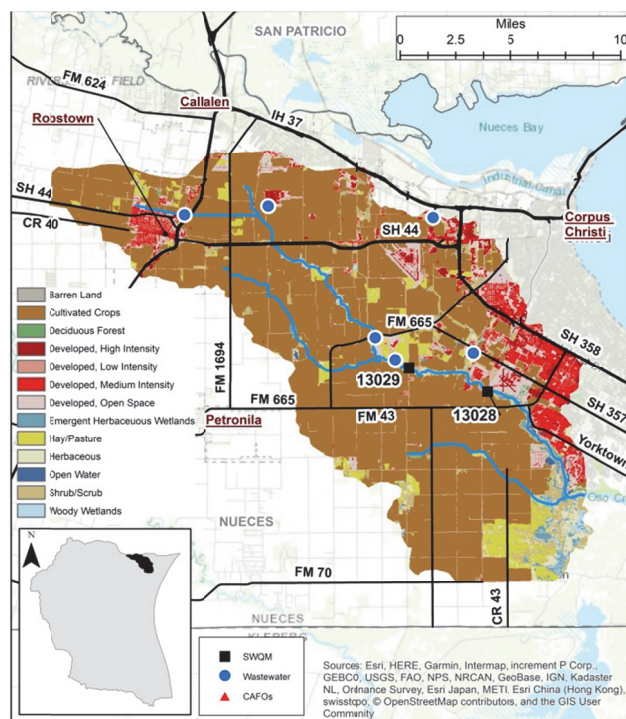 Miles
0 2.5 5 10
SAN PATRICIO
FM 624
Callalen
IH 37
Robstown
Nueces Bay
SH 44
Industrial Canal
CR 40
Corpus
Christi
SH 44
Barren Land
Cultivated Crops
Deciduous Forest
Developed, High Intensity
Developed, Low Intensity
Developed, Medium Intensity
Developed, Open Space
Emergent Herbaceuous Wetlands
Hay/Pasture
Herbaceous
Open Water
Shrub/Scrub
Woody Wetlands
FM 1694
FM 665
SH 358
13029
13028
SH 357
FM 665
FM 43
Petronila
Yorktown
Oso
NUECES
N
FM 70
CR 43
NUECES
KLEBERG
SWQM
Wastewater
CAFOs
Sources: Esri, HERE, Garmin, Intermap, increment P Corp.,
GEBCO, USGS, FAO, NPS, NRCAN, GeoBase, IGN, Kadaster
NL, Ordnance Survey, Esri Japan, METI, Esri China (Hong Kong),
swisstopo, © OpenStreetMap contributors, and the GIS User
Community